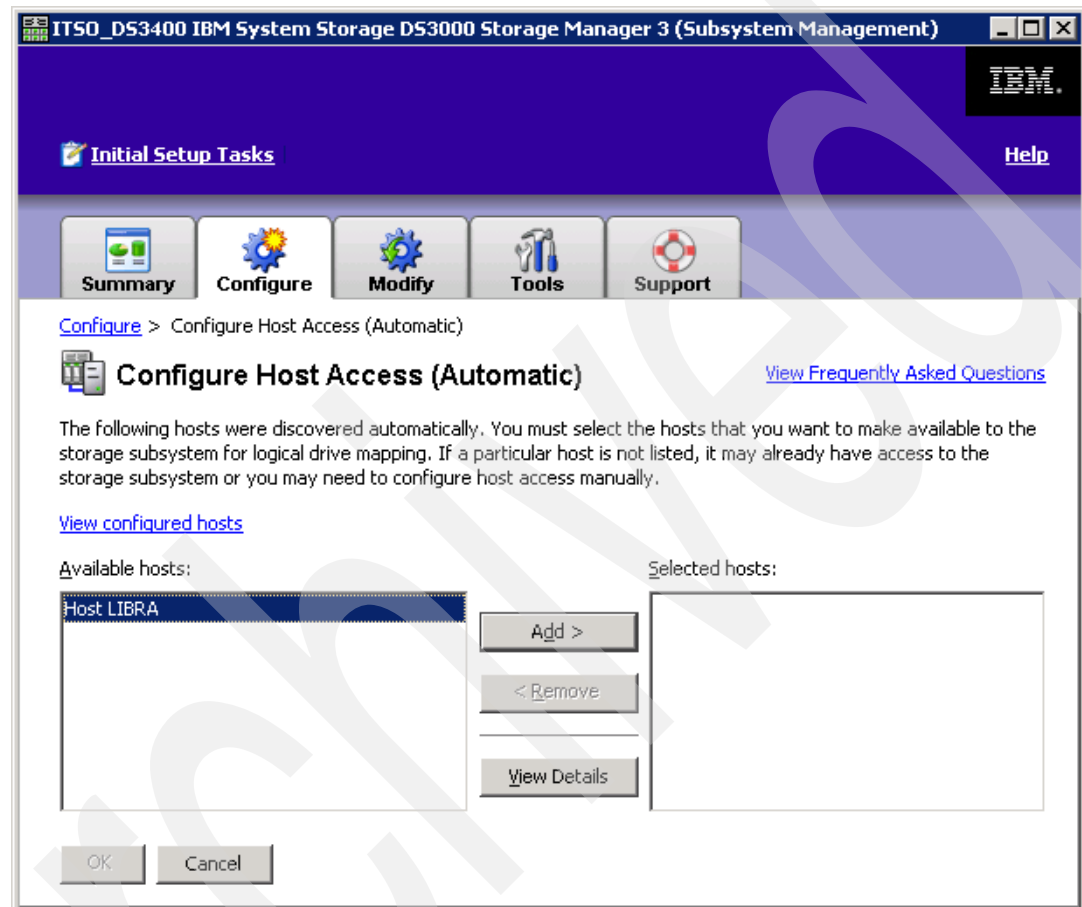 ITSO_DS3400 IBM System Storage DS3000 Storage Manager 3 (Subsystem Management)
IBM.
Initial Setup Tasks
Help
Summary
Configure
Modify
Tools
Support
Configure > Configure Host Access (Automatic)
Configure Host Access (Automatic)
View Frequently Asked Questions
The following hosts were discovered automatically. You must select the hosts that you want to make available to the
storage subsystem for logical drive mapping. If a particular host is not listed, it may already have access to the
storage subsystem or you may need to configure host access manually.
View configured hosts
Available hosts:
Selected hosts:
Host LIBRA
Add >
< Remove
View Details
OK
Cancel